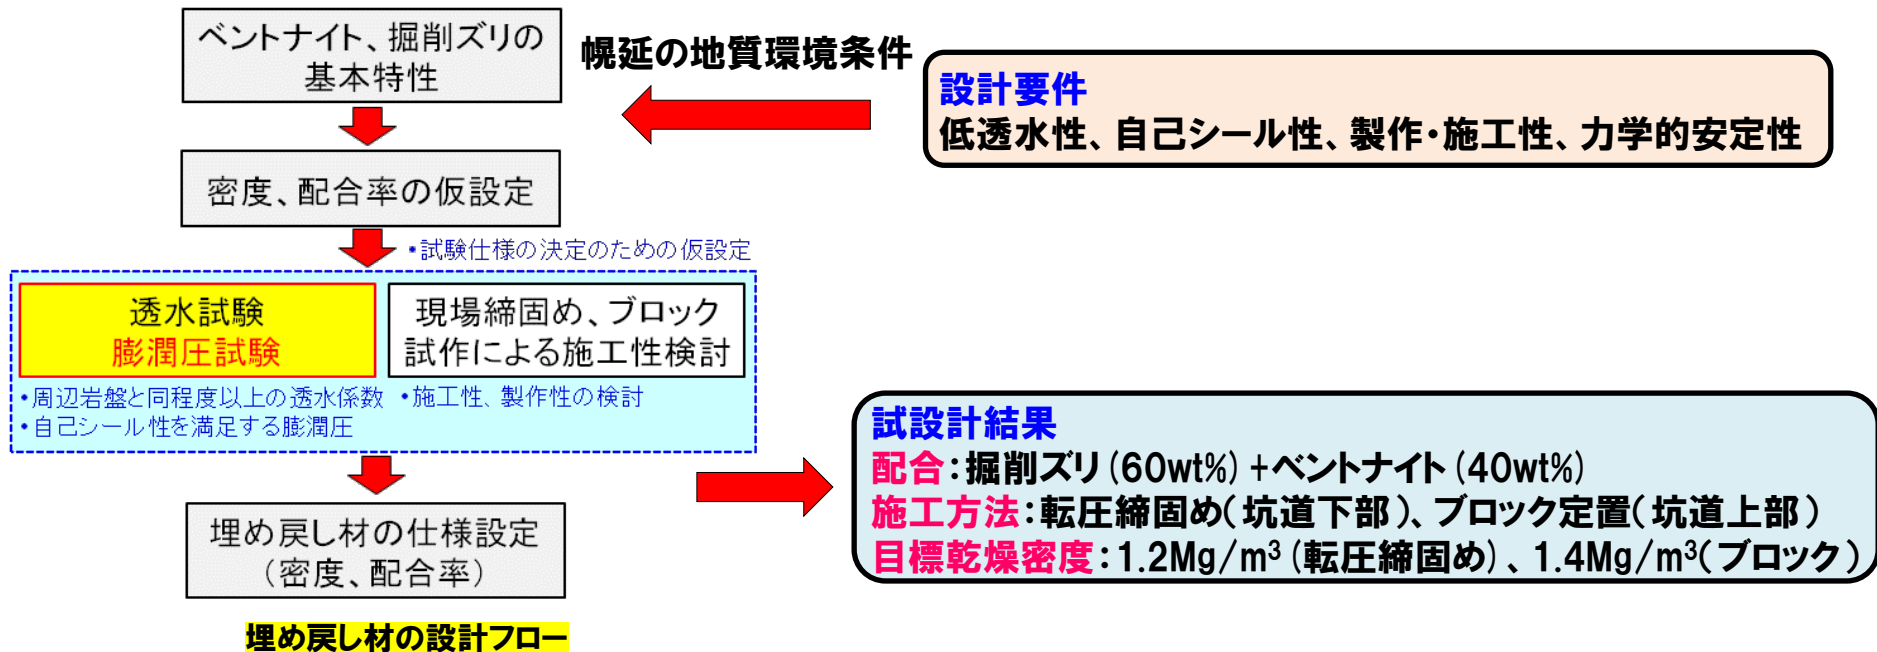 ベントナイト、掘削ズリの
基本特性
幌延の地質環境条件
設計要件
低透水性、自己シール性、製作・施工性、力学的安定性
密度、配合率の仮設定
・試験仕様の決定のための仮設定
透水試験
膨潤圧試験
現場締固め、ブロック
試作による施工性検討
・周辺岩盤と同程度以上の透水係数
・自己シール性を満足する膨潤圧
・施工性、製作性の検討
試設計結果
配合：掘削ズリ(60wt%)+ベントナイト(40wt%)
施工方法：転圧締固め(坑道下部)、ブロック定置(坑道上部)
目標乾燥密度：1.2Mg/m³(転圧締固め)、1.4Mg/m³(ブロック)
埋め戻し材の仕様設定
(密度、配合率)
埋め戻し材の設計フロー